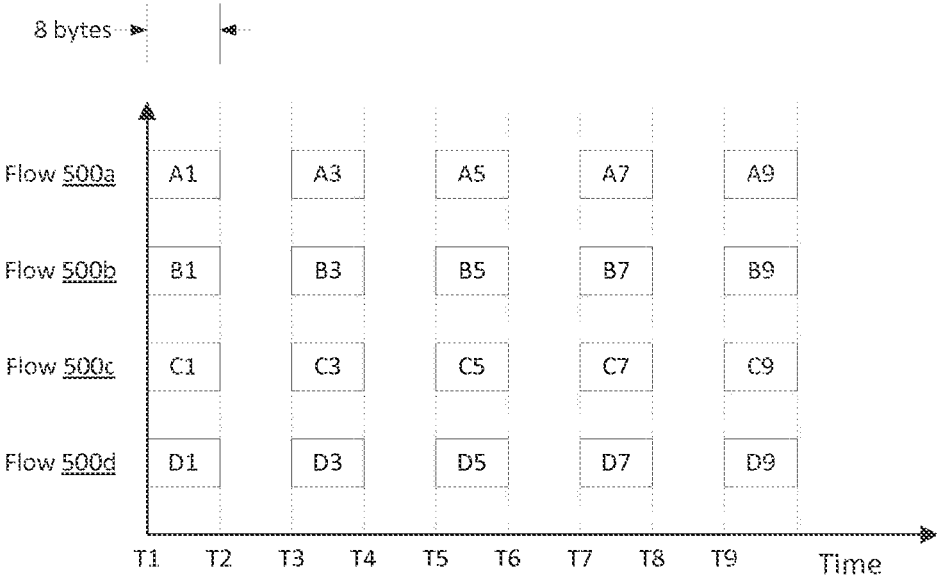 8 bytes
Flow 500a A1 A3 A5 A7 A9
Flow 500b B1 B3 B5 B7 B9
Flow 500c C1 C3 C5 C7 C9
Flow 500d D1 D3 D5 D7 D9
T1 T2 T3 T4 T5 T6 T7 T8 T9 Time